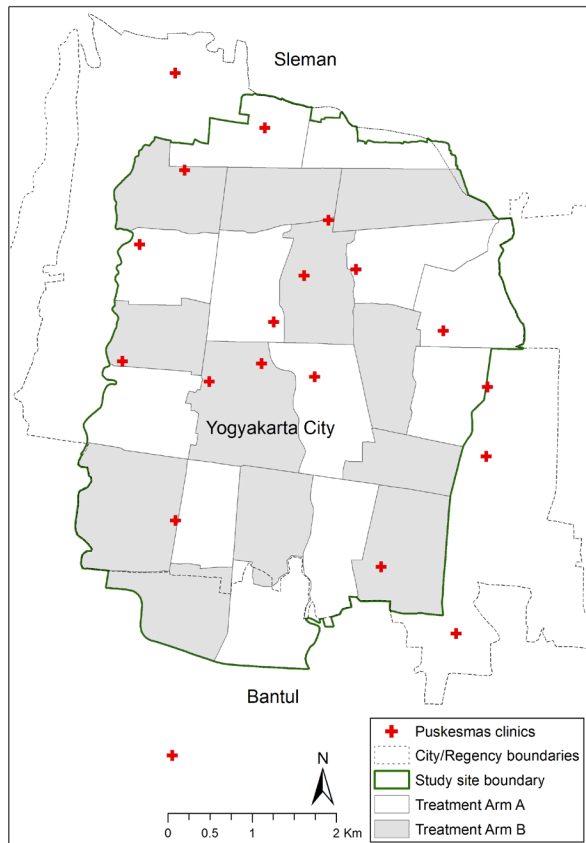 Sleman
Yogyakarta City
Bantul
N
0 0.5 1 2 Km
Puskesmas clinics
City/Regency boundaries
Study site boundary
Treatment Arm A
Treatment Arm B